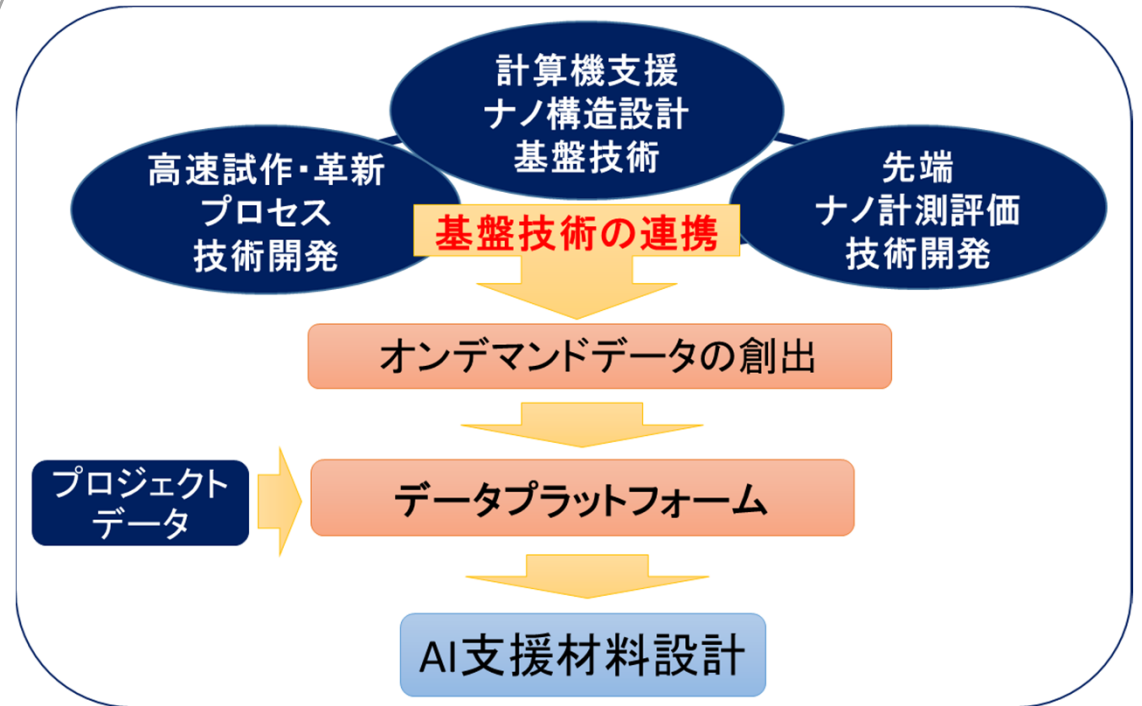 計算機支援
ナノ構造設計
基盤技術
高速試作・革新
プロセス
技術開発
先端
ナノ計測評価
技術開発
基盤技術の連携
オンデマンドデータの創出
プロジェクト
データ
データプラットフォーム
AI支援材料設計